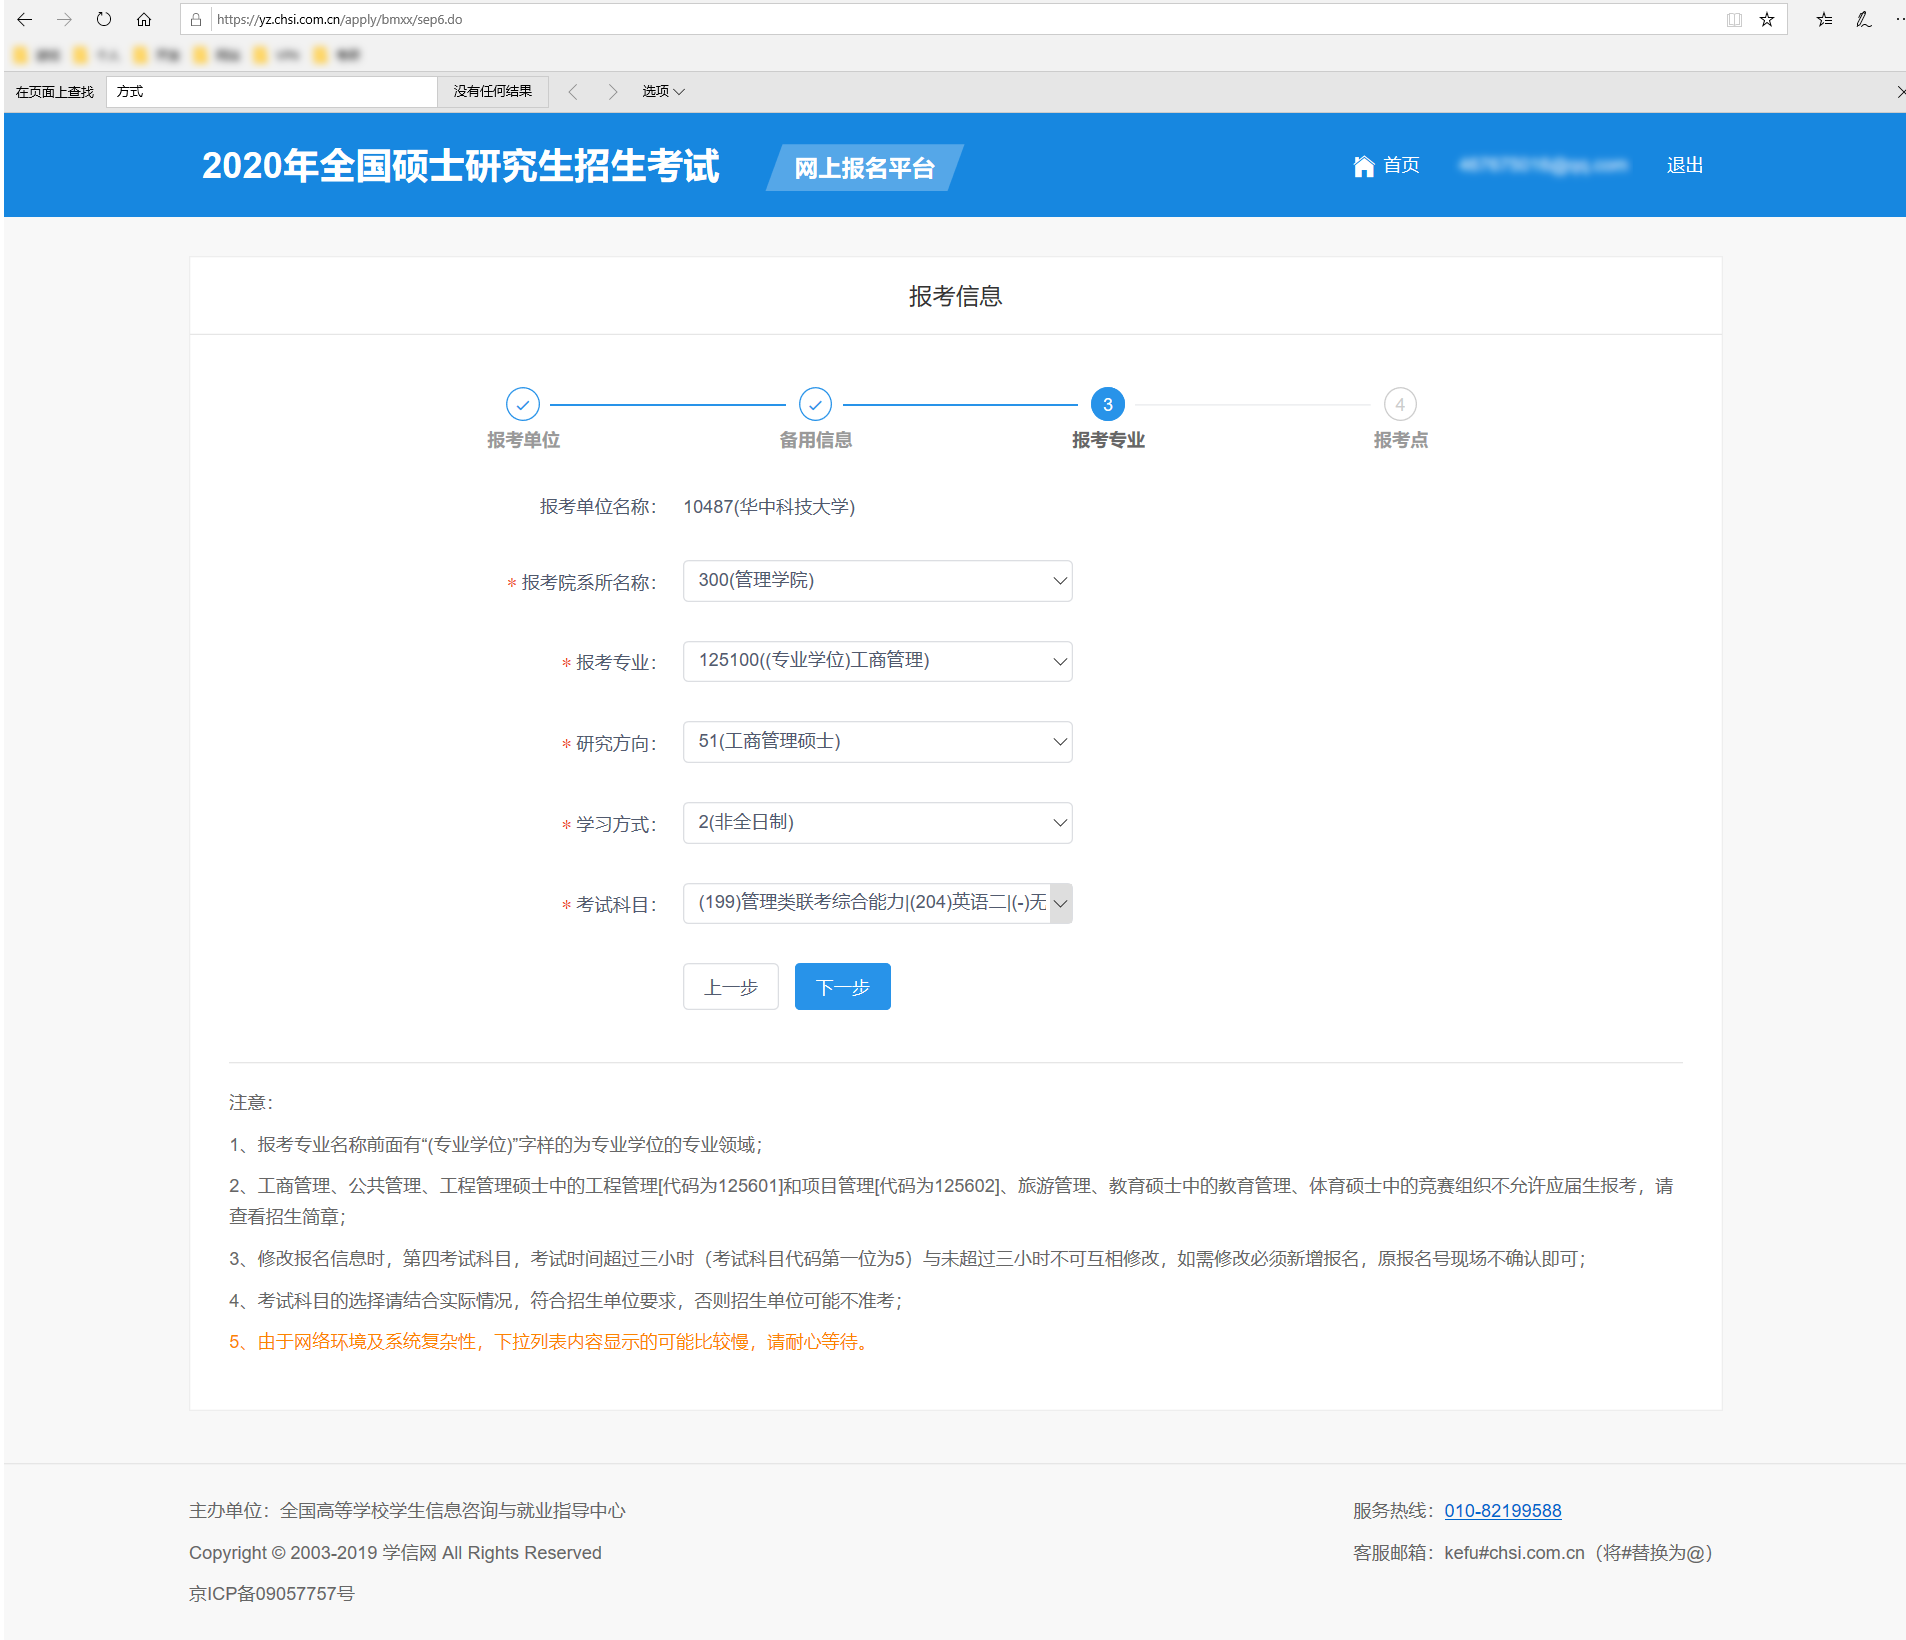 https://yz.chsi.com.cn/apply/bmxx/sep6.do
在页面上查找 方式 没有任何结果 选项
2020年全国硕士研究生招生考试 网上报名平台 首页 退出
报考信息
3 4
报考单位 备用信息 报考专业 报考点
报考单位名称： 10487(华中科技大学)
* 报考院系所名称： 300(管理学院)
* 报考专业： 125100((专业学位)工商管理)
* 研究方向： 51(工商管理硕士)
* 学习方式： 2(非全日制)
* 考试科目： (199)管理类联考综合能力|(204)英语二|(-)无
上一步 下一步
注意：
1、报考专业名称前面有“(专业学位)”字样的为专业学位的专业领域；
2、工商管理、公共管理、工程管理硕士中的工程管理[代码为125601]和项目管理[代码为125602]、旅游管理、教育硕士中的教育管理、体育硕士中的竞赛组织不允许应届生报考，请
查看招生简章；
3、修改报名信息时，第四考试科目，考试时间超过三小时（考试科目代码第一位为5）与未超过三小时不可互相修改，如需修改必须新增报名，原报名号现场不确认即可；
4、考试科目的选择请结合实际情况，符合招生单位要求，否则招生单位可能不准考；
5、由于网络环境及系统复杂性，下拉列表内容显示的可能比较慢，请耐心等待。
主办单位：全国高等学校学生信息咨询与就业指导中心 服务热线：010-82199588
Copyright © 2003-2019 学信网 All Rights Reserved 客服邮箱：kefu#chsi.com.cn（将#替换为@）
京ICP备09057757号